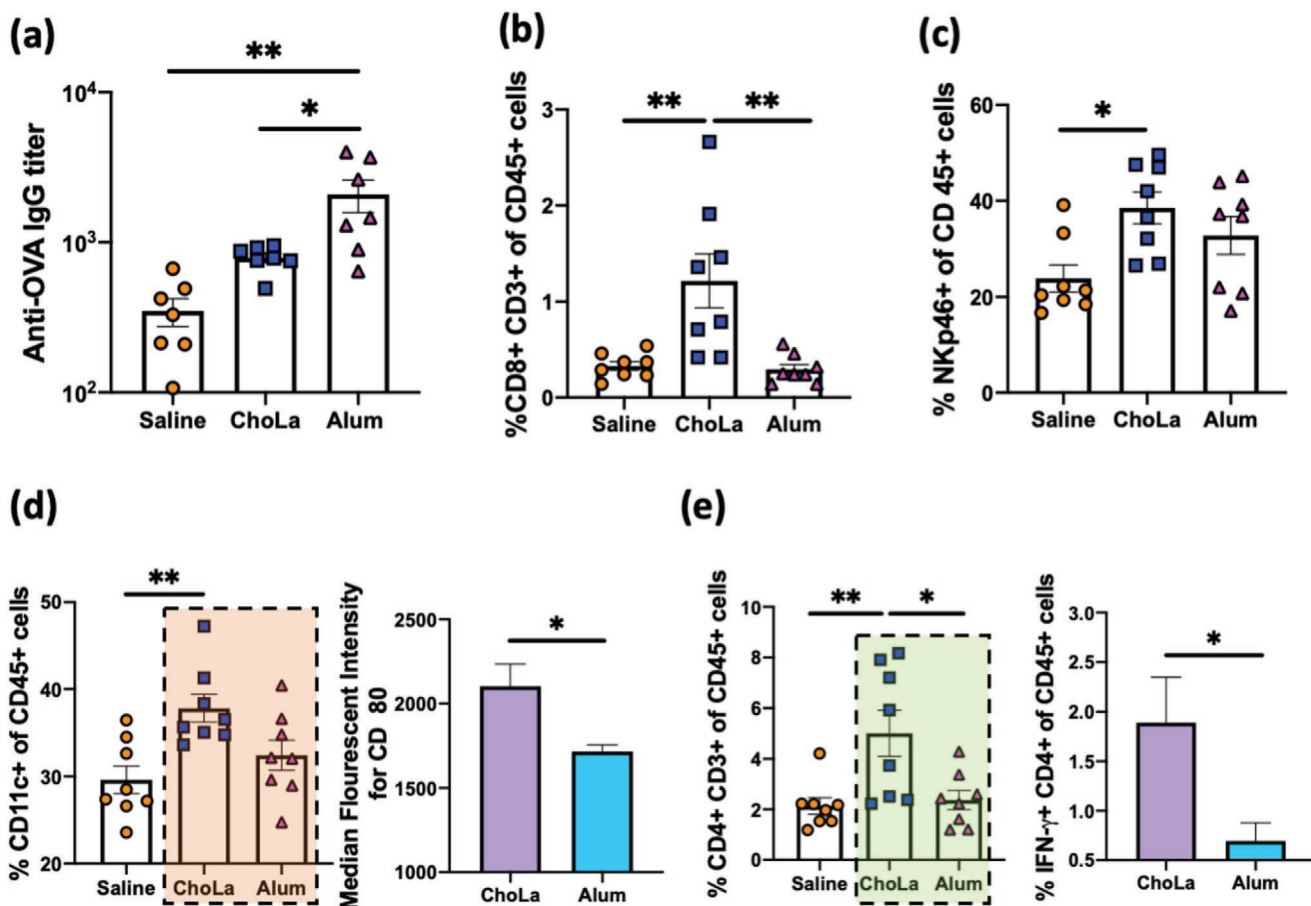 (a)
**
*
Anti-OVA IgG titer
10^4
10^3
10^2
Saline ChoLa Alum
(b)
** **
%CD8+ CD3+ of CD45+ cells
3
2
1
0
Saline ChoLa Alum
(c)
*
% NKp46+ of CD 45+ cells
60
40
20
0
Saline ChoLa Alum
(d)
**
% CD11c+ of CD45+ cells
50
40
30
20
Saline ChoLa Alum
*
Median Flourescent Intensity
for CD 80
2500
2000
1500
1000
ChoLa Alum
(e)
** *
% CD4+ CD3+ of CD45+ cells
10
8
6
4
2
0
Saline ChoLa Alum
*
% IFN-γ+ CD4+ of CD45+ cells
3.0
2.5
2.0
1.5
1.0
0.5
ChoLa Alum